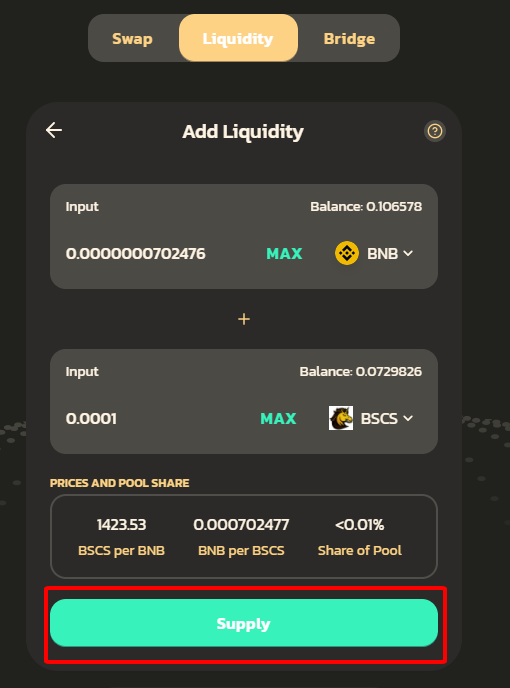 Swap Liquidity Bridge
Add Liquidity
Input Balance: 0.106578
0.0000000702476 MAX BNB
+
Input Balance: 0.0729826
0.0001 MAX BSCS
PRICES AND POOL SHARE
1423.53 0.000702477 <0.01%
BSCS per BNB BNB per BSCS Share of Pool
Supply